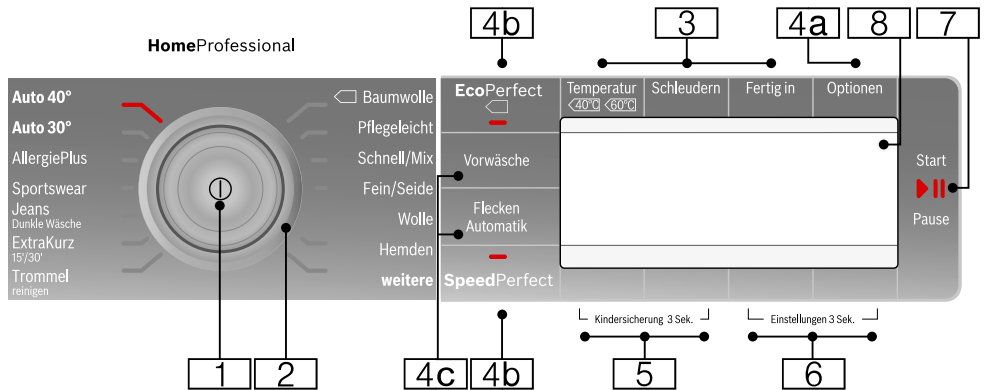 4b
3
4a
8
7
HomeProfessional
Auto 40°
Auto 30°
AllergiePlus
Sportswear
Jeans
Dunkle Wäsche
ExtraKurz
15'/30'
Trommel
reinigen
Baumwolle
Pflegeleicht
Schnell/Mix
Fein/Seide
Wolle
Hemden
weitere
EcoPerfect
Vorwäsche
Flecken
Automatik
SpeedPerfect
Temperatur
40°C 60°C
Schleudern
Fertig in
Optionen
Start
Pause
Kindersicherung 3 Sek.
Einstellungen 3 Sek.
1
2
4c
4b
5
6